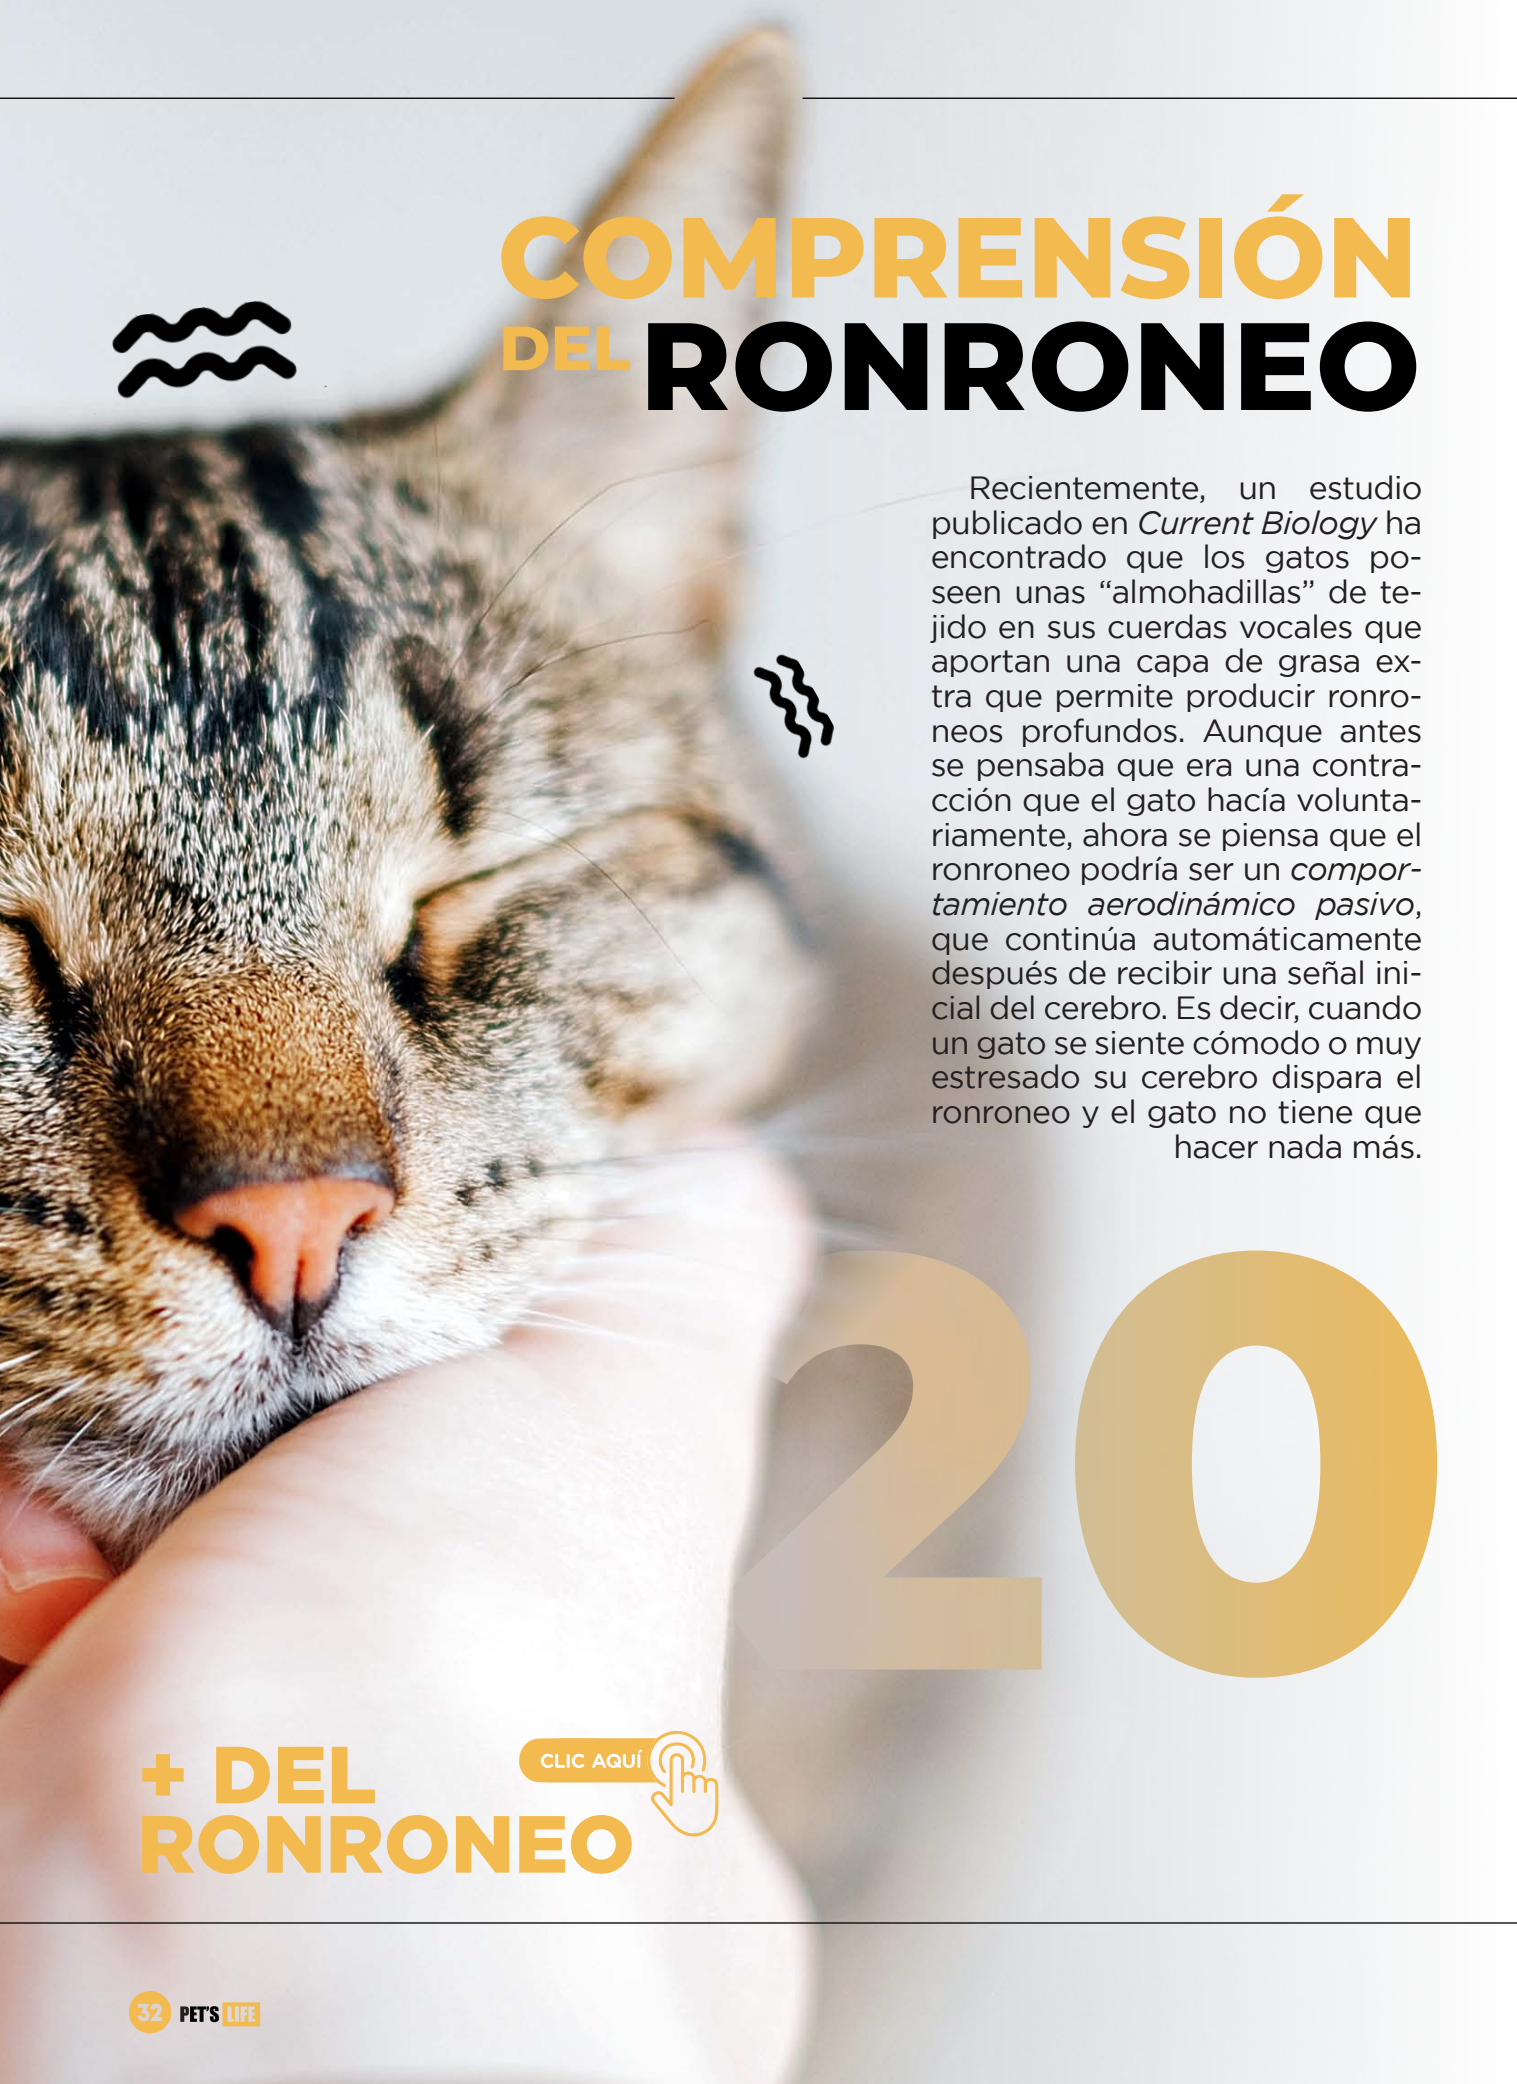 COMPRENSIÓN
DEL RONRONEO
Recientemente, un estudio
publicado en Current Biology ha
encontrado que los gatos po-
seen unas “almohadillas” de te-
jido en sus cuerdas vocales que
aportan una capa de grasa ex-
tra que permite producir ronro-
neos profundos. Aunque antes
se pensaba que era una contra-
cción que el gato hacía volunta-
riamente, ahora se piensa que el
ronroneo podría ser un compor-
tamiento aerodinámico pasivo,
que continúa automáticamente
después de recibir una señal ini-
cial del cerebro. Es decir, cuando
un gato se siente cómodo o muy
estresado su cerebro dispara el
ronroneo y el gato no tiene que
hacer nada más.
20
+ DEL
RONRONEO
CLIC AQUÍ
32 PET'S LIFE